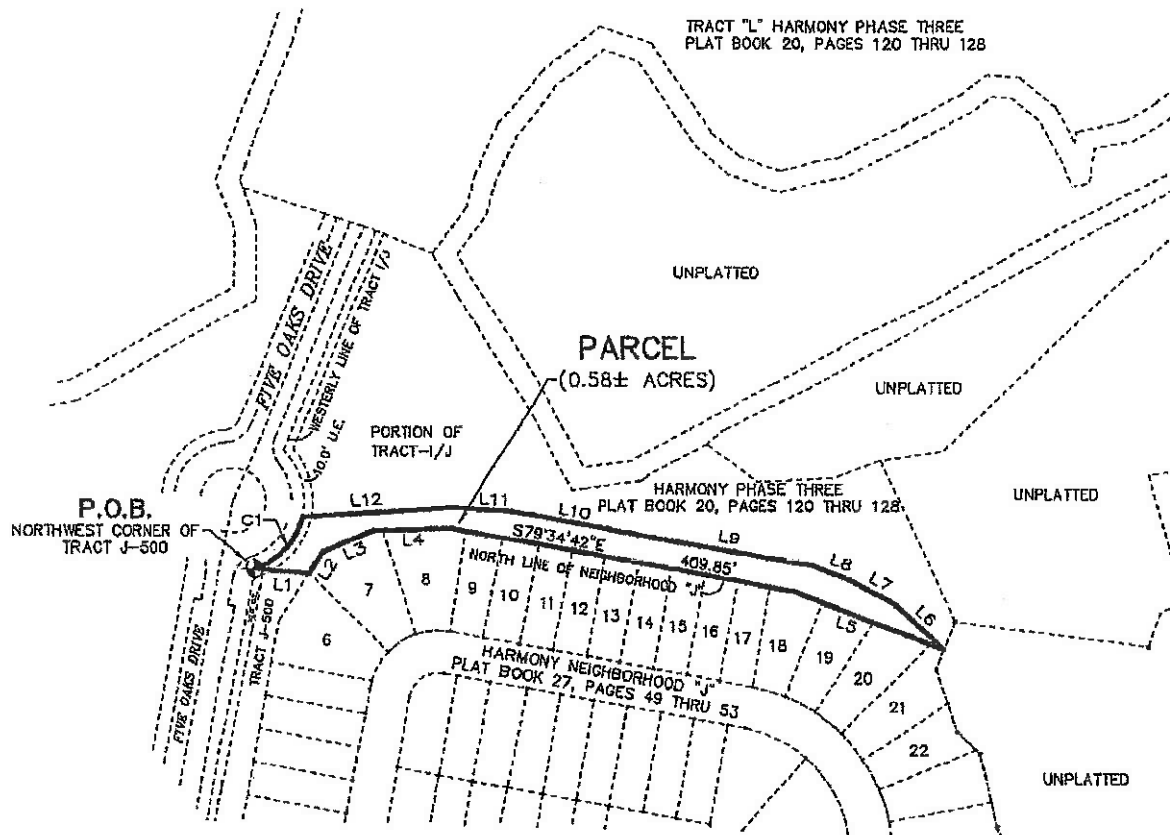 TRACT "L" HARMONY PHASE THREE
PLAT BOOK 20, PAGES 120 THRU 128
FIVE OAKS DRIVE
WESTERLY LINE OF TRACT I/J
10.0' U.E.
UNPLATTED
PARCEL
(0.58± ACRES)
UNPLATTED
PORTION OF
TRACT-I/J
HARMONY PHASE THREE
PLAT BOOK 20, PAGES 120 THRU 128
UNPLATTED
P.O.B.
NORTHWEST CORNER OF
TRACT J-500
C1
L12
L11
L10
L9
L8
L7
L6
L1
L2
L3
L4
S79°34'42"E
409.85'
NORTH LINE OF NEIGHBORHOOD "J"
L5
6
7
8
9
10
11
12
13
14
15
16
17
18
19
20
21
22
TRACT J-500
FIVE OAKS DRIVE
HARMONY NEIGHBORHOOD "J"
PLAT BOOK 27, PAGES 49 THRU 53
UNPLATTED